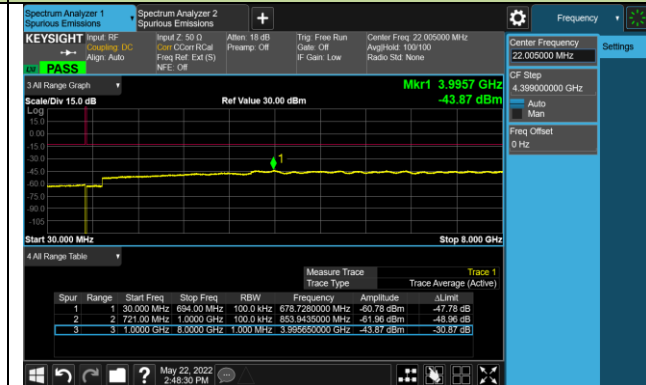 Spectrum Analyzer 1
Spurious Emissions
Spectrum Analyzer 2
Spurious Emissions
Frequency
KEYSIGHT
Input: RF
Coupling: DC
Align: Auto
Input Z: 50 Ω
Corr CCorr RCal
Freq Ref: Ext (S)
NFE: Off
Atten: 18 dB
Preamp: Off
Trig: Free Run
Gate: Off
IF Gain: Low
Center Freq: 22.005000 MHz
Avg|Hold: 100/100
Radio Std: None
PASS
Center Frequency
22.005000 MHz
Settings
CF Step
4.399000000 GHz
Auto
Man
Freq Offset
0 Hz
3 All Range Graph
Mkr1 3.9957 GHz
Scale/Div 15.0 dB
Ref Value 30.00 dBm
-43.87 dBm
Log
15.0
0.00
-15.0
-30.0
-45.0
-60.0
-75.0
-90.0
-105
1
Start 30.000 MHz
Stop 8.000 GHz
4 All Range Table
Measure Trace Trace 1
Trace Type Trace Average (Active)
Spur Range Start Freq Stop Freq RBW Frequency Amplitude ΔLimit
1 1 30.000 MHz 694.00 MHz 100.0 kHz 678.7280000 MHz -60.78 dBm -47.78 dB
2 2 721.00 MHz 1.0000 GHz 100.0 kHz 853.9435000 MHz -61.96 dBm -48.96 dB
3 3 1.0000 GHz 8.0000 GHz 1.000 MHz 3.995650000 GHz -43.87 dBm -30.87 dB
May 22, 2022
2:48:30 PM